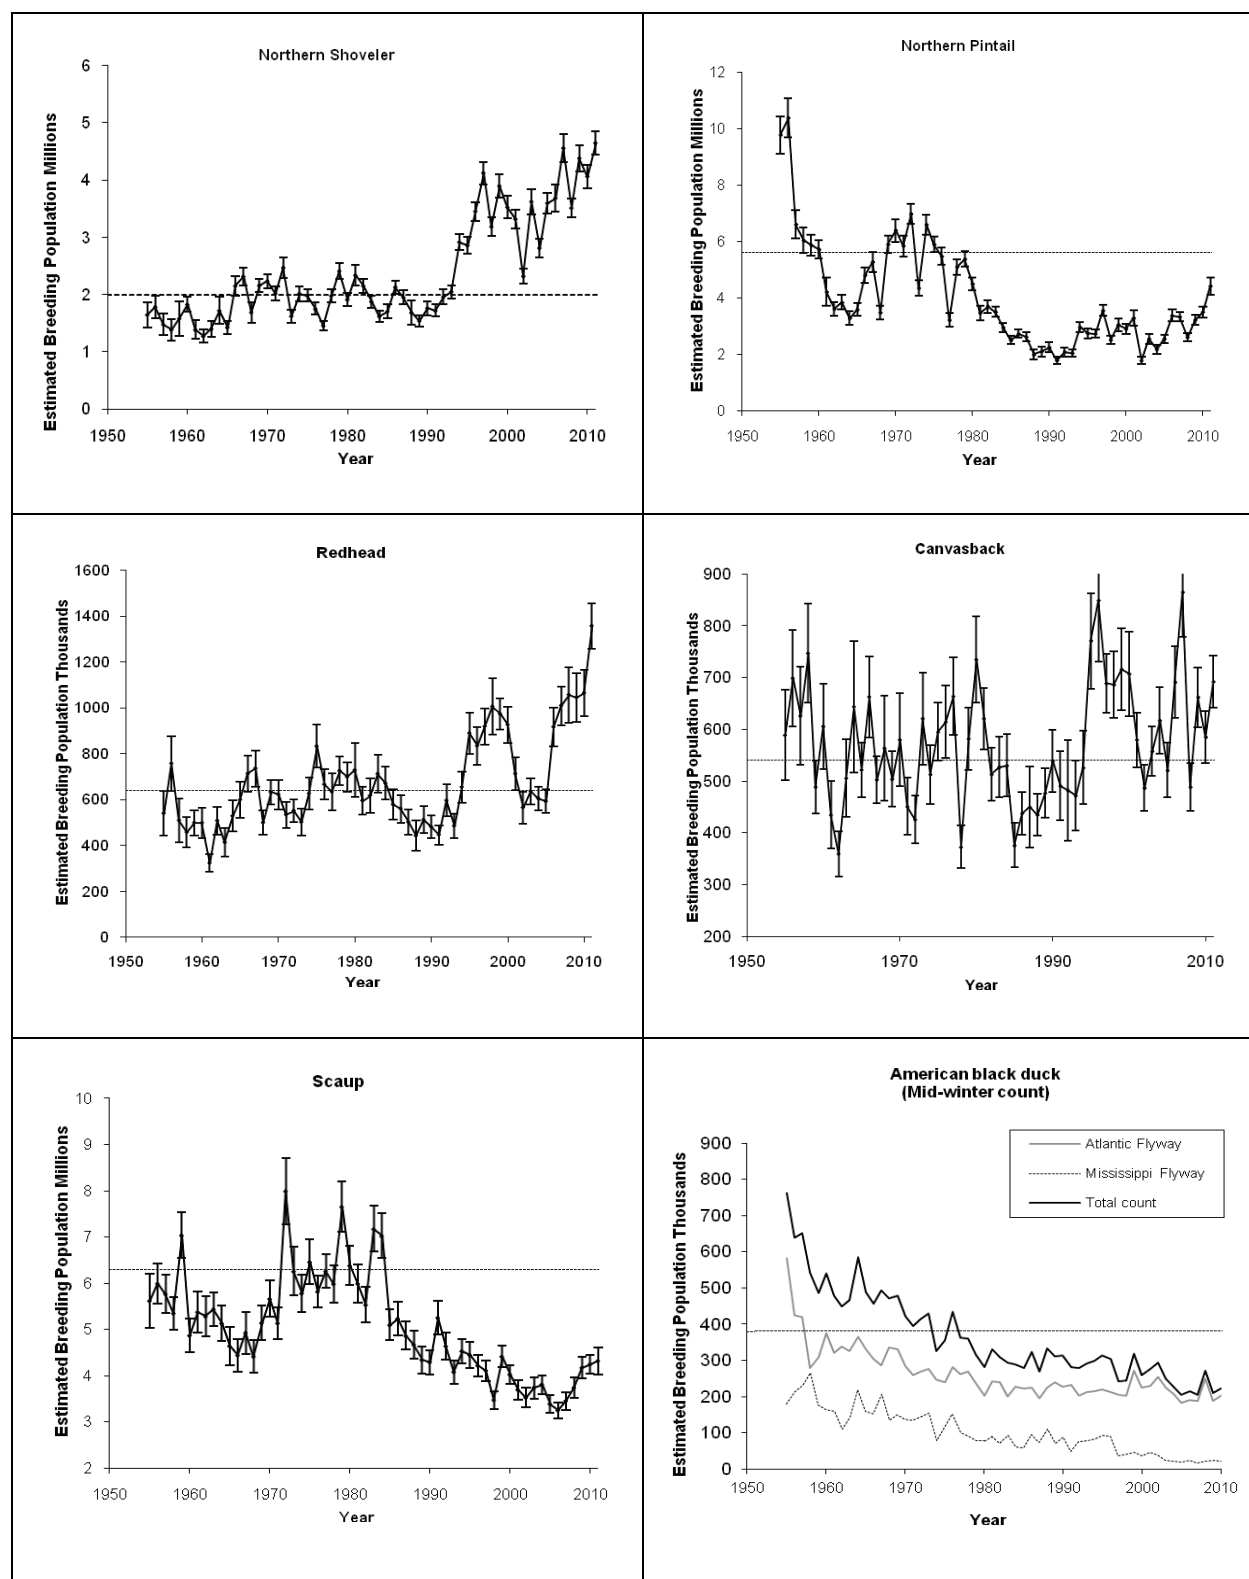 Northern Shoveler
Estimated Breeding Population Millions
6
5
4
3
2
1
0
1950 1960 1970 1980 1990 2000 2010
Year
Northern Pintail
Estimated Breeding Population Millions
12
10
8
6
4
2
0
1950 1960 1970 1980 1990 2000 2010
Year
Redhead
Estimated Breeding Population Thousands
1600
1400
1200
1000
800
600
400
200
0
1950 1960 1970 1980 1990 2000 2010
Year
Canvasback
Estimated Breeding Population Thousands
900
800
700
600
500
400
300
200
1950 1970 1990 2010
Year
Scaup
Estimated Breeding Population Millions
10
9
8
7
6
5
4
3
2
1950 1960 1970 1980 1990 2000 2010
Year
American black duck
(Mid-winter count)
Atlantic Flyway
Mississippi Flyway
Total count
Estimated Breeding Population Thousands
900
800
700
600
500
400
300
200
100
0
1950 1960 1970 1980 1990 2000 2010
Year